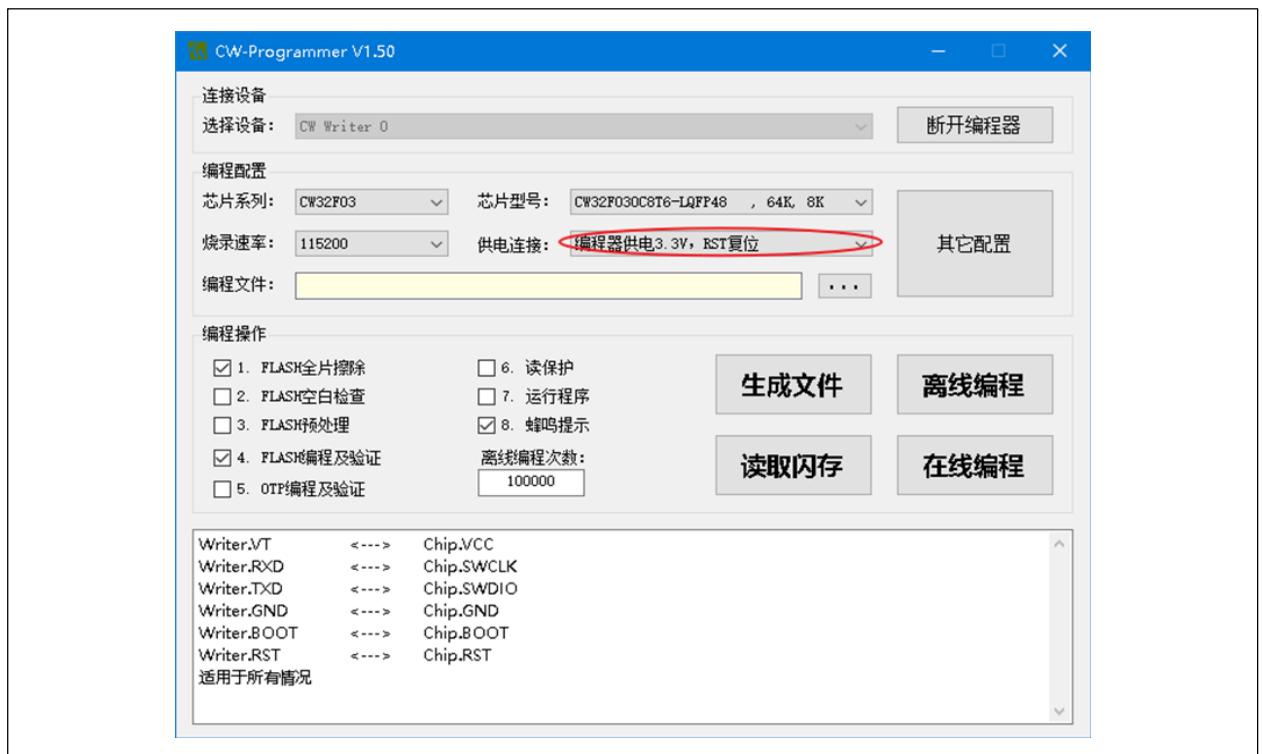 CW-Programmer V1.50
连接设备
选择设备： CW Writer 0 断开编程器
编程配置
芯片系列： CW32F03 芯片型号： CW32F030C8T6-LQFP48 , 64K, 8K
烧录速率： 115200 供电连接： 编程器供电3.3V, RST复位 其它配置
编程文件： ...
编程操作
1. FLASH全片擦除 6. 读保护
2. FLASH空白检查 7. 运行程序
3. FLASH预处理 8. 蜂鸣提示
生成文件 离线编程
4. FLASH编程及验证 离线编程次数：
5. OTP编程及验证 100000
读取闪存 在线编程
Writer.VT <---> Chip.VCC
Writer.RXD <---> Chip.SWCLK
Writer.TXD <---> Chip.SWDIO
Writer.GND <---> Chip.GND
Writer.BOOT <---> Chip.BOOT
Writer.RST <---> Chip.RST
适用于所有情况